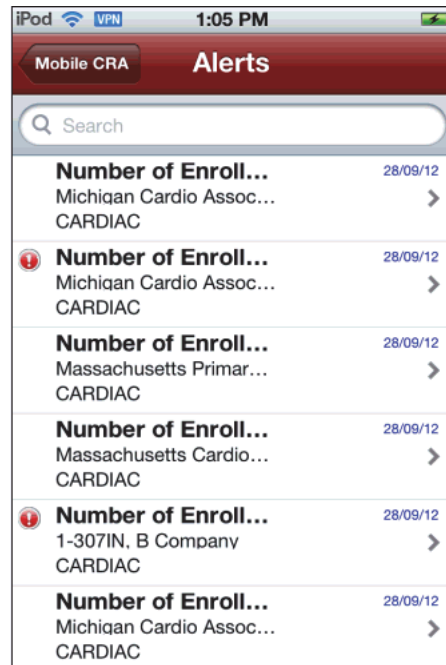 iPod VPN 1:05 PM
Mobile CRA Alerts
Search
Number of Enroll... 28/09/12
Michigan Cardio Assoc...
CARDIAC
Number of Enroll... 28/09/12
Michigan Cardio Assoc...
CARDIAC
Number of Enroll... 28/09/12
Massachusetts Primar...
CARDIAC
Number of Enroll... 28/09/12
Massachusetts Cardio...
CARDIAC
Number of Enroll... 28/09/12
1-307IN, B Company
CARDIAC
Number of Enroll... 28/09/12
Michigan Cardio Assoc...
CARDIAC